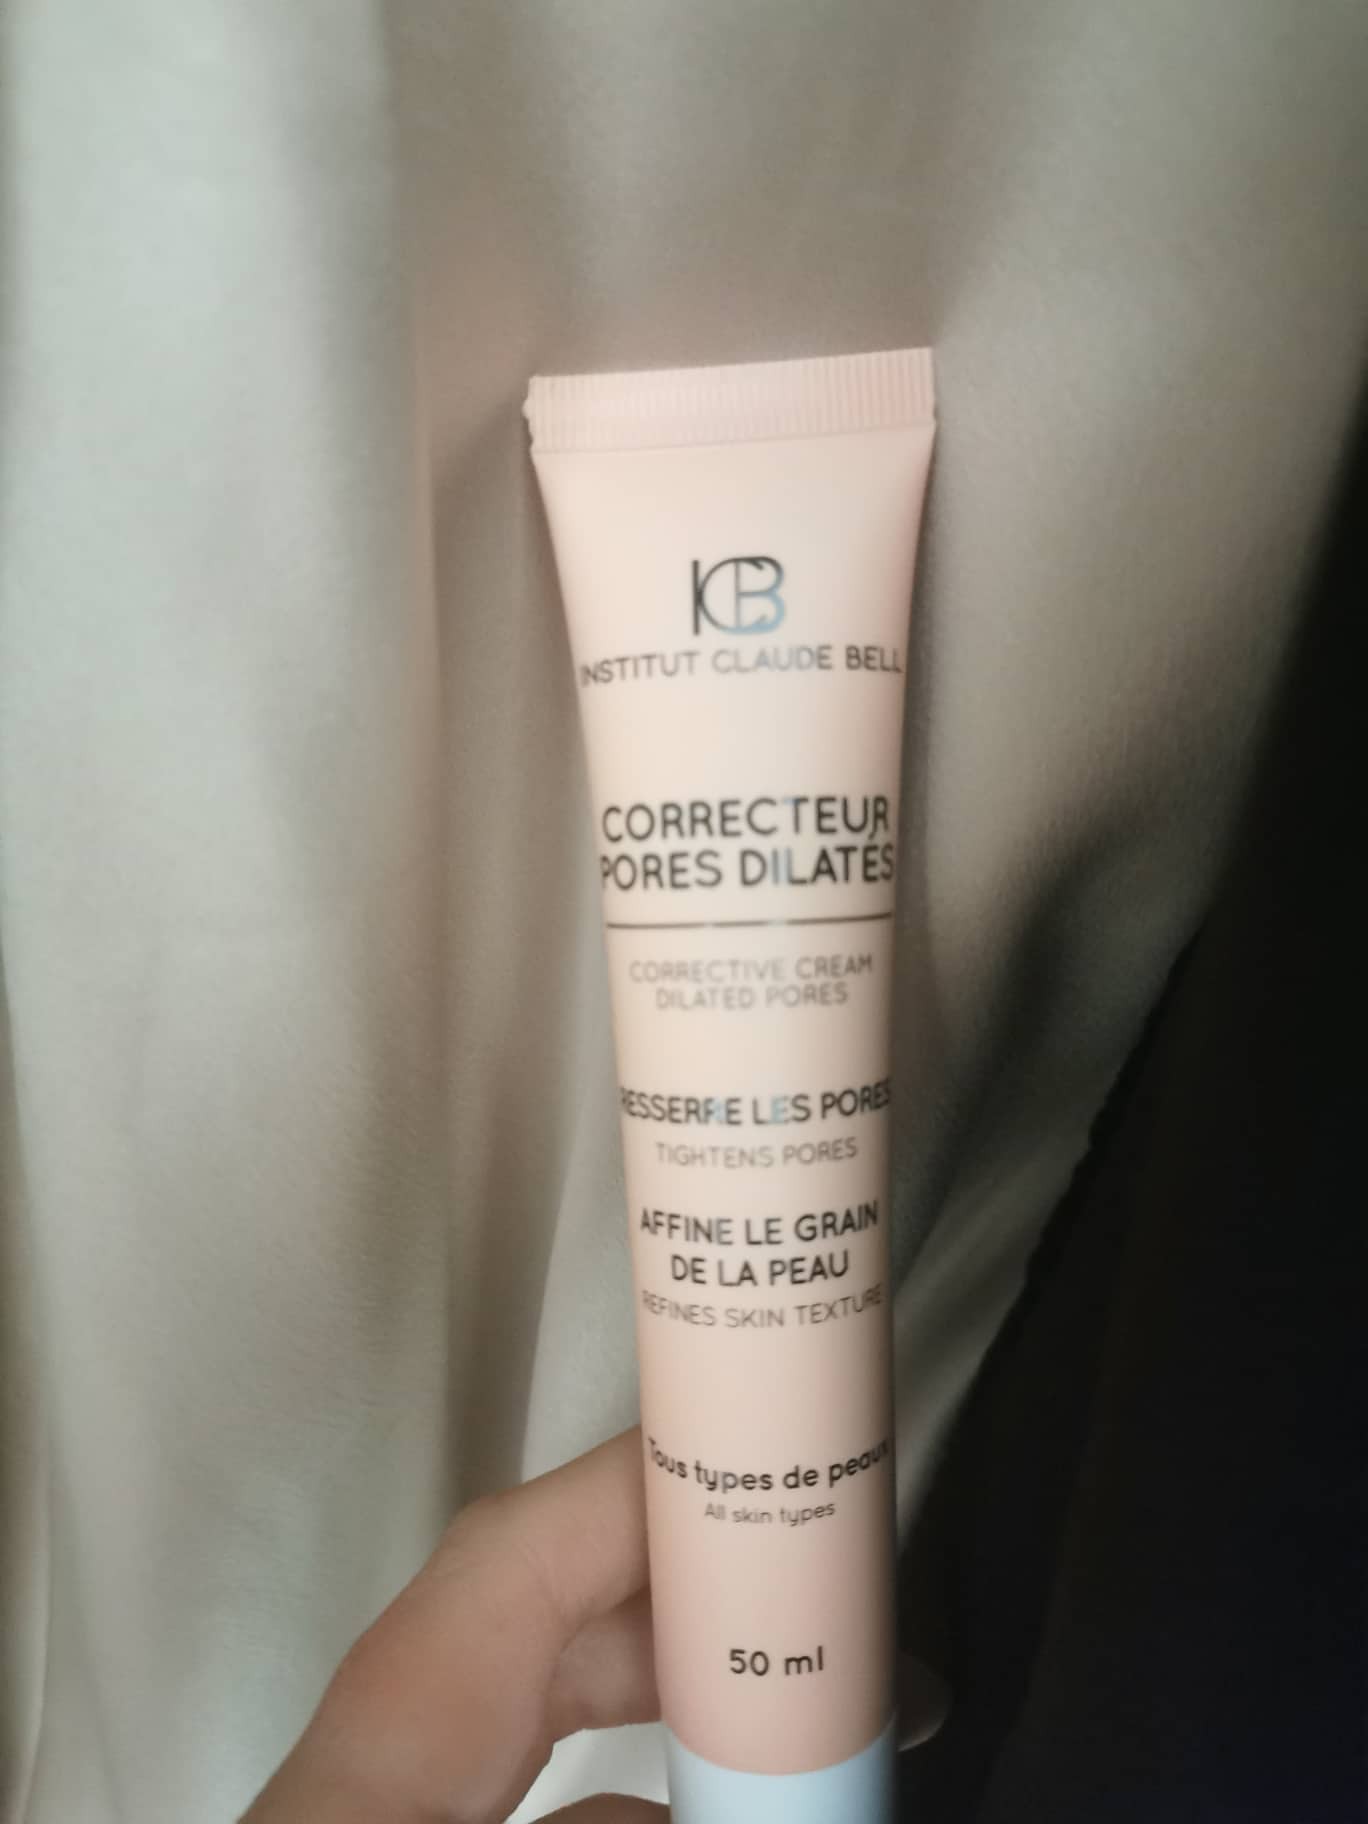 ICB
INSTITUT CLAUDE BELL
CORRECTEUR
PORES DILATÉS
CORRECTIVE CREAM
DILATED PORES
RESSERRE LES PORES
TIGHTENS PORES
AFFINE LE GRAIN
DE LA PEAU
REFINES SKIN TEXTURE
Tous types de peaux
All skin types
50 ml